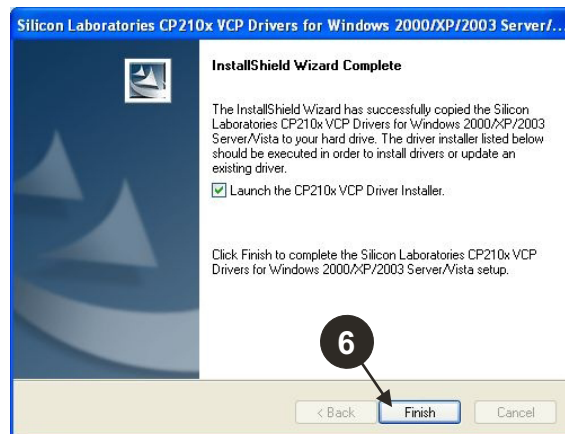 Silicon Laboratories CP210x VCP Drivers for Windows 2000/XP/2003 Server/...
InstallShield Wizard Complete
The InstallShield Wizard has successfully copied the Silicon
Laboratories CP210x VCP Drivers for Windows 2000/XP/2003
Server/Vista to your hard drive. The driver installer listed below
should be executed in order to install drivers or update an
existing driver.
Launch the CP210x VCP Driver Installer.
Click Finish to complete the Silicon Laboratories CP210x VCP
Drivers for Windows 2000/XP/2003 Server/Vista setup.
6
< Back Finish Cancel